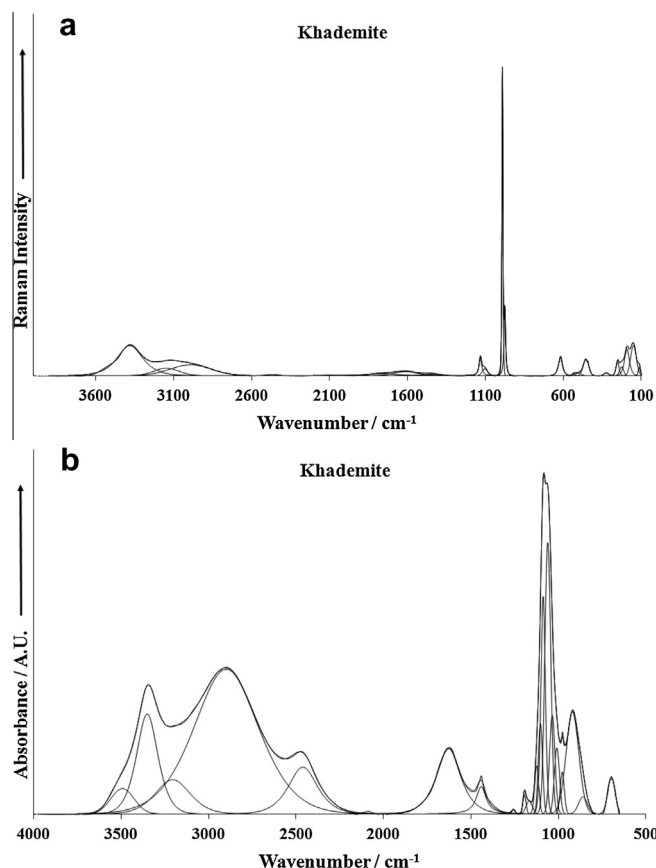 a
Khademite
Raman Intensity
3600 3100 2600 2100 1600 1100 600 100
Wavenumber / cm-1
b
Khademite
Absorbance / A.U.
4000 3500 3000 2500 2000 1500 1000 500
Wavenumber / cm-1